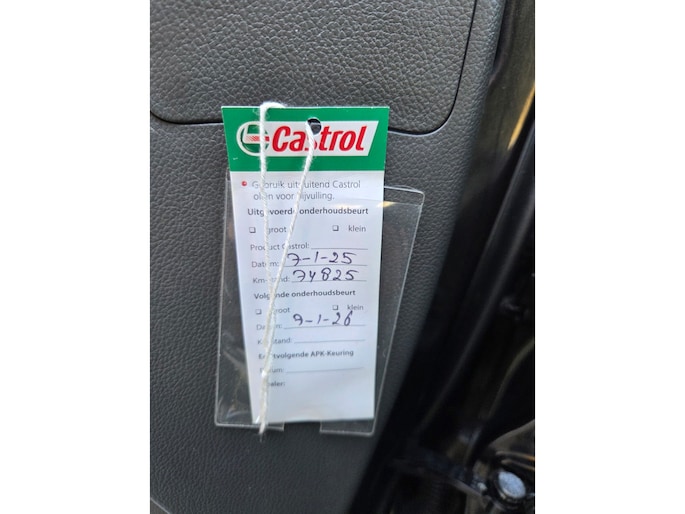 Castrol
Gebruik uitsluitend Castrol
oliën voor bijvulling.
Uitgevoerde onderhoudsbeurt
groot klein
Product Castrol:
Datum: 7-1-25
Km-stand: 74825
Volgende onderhoudsbeurt
groot klein
Datum: 9-1-26
Km-stand:
Eerstvolgende APK-Keuring
Datum:
Dealer: